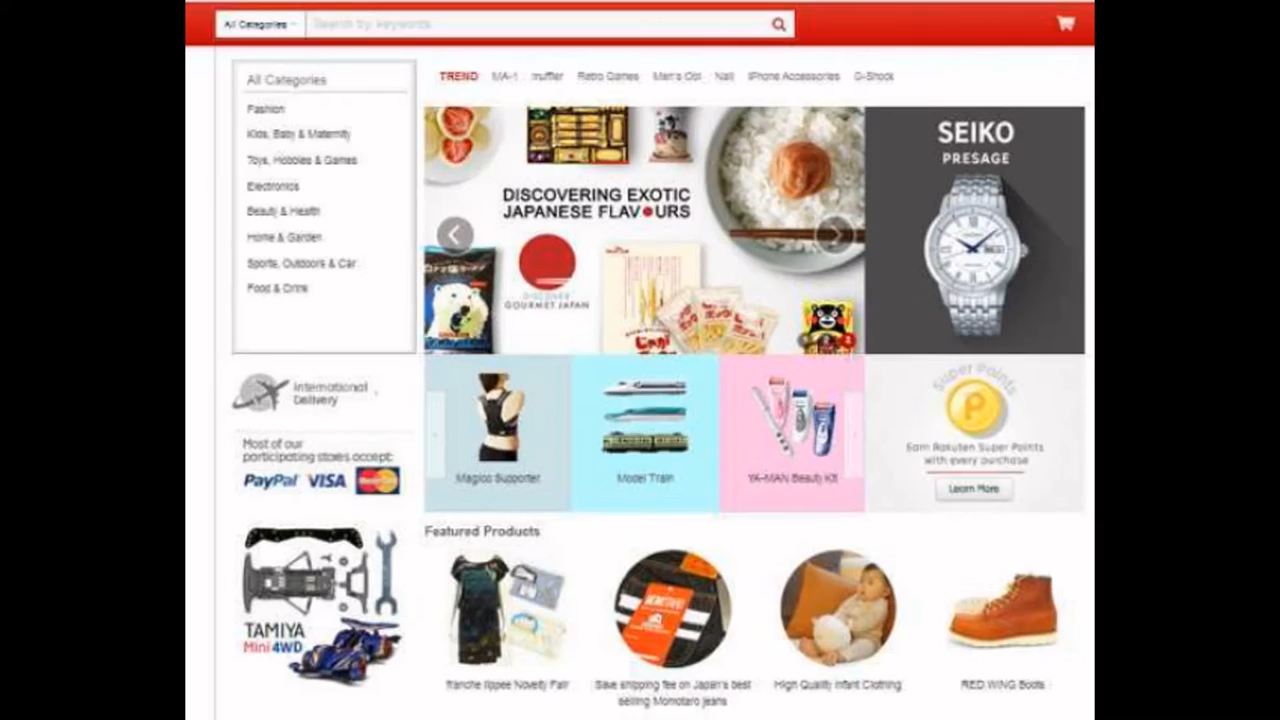 All Categories
Search by keywords
All Categories
Fashion
Kids, Baby & Maternity
Toys, Hobbies & Games
Electronics
Beauty & Health
Home & Garden
Sports, Outdoors & Car
Food & Drink
International
Delivery
Most of our
participating stores accept:
PayPal VISA MasterCard
TAMIYA
Mini 4WD
TREND MA-1 muffler Retro Games Men's Nail iPhone Accessories G-Shock
DISCOVERING EXOTIC
JAPANESE FLAVOURS
DISCOVER
GOURMET JAPAN
SEIKO
PRESAGE
Magico Supporter
Model Train
YA-MAN Beauty Kit
Super Points
P
Earn Rakuten Super Points
with every purchase
Learn More
Featured Products
franche lippee Novelty Fair
Save shipping fee on Japan's best
selling Momotaro jeans
High Quality Infant Clothing
RED WING Boots